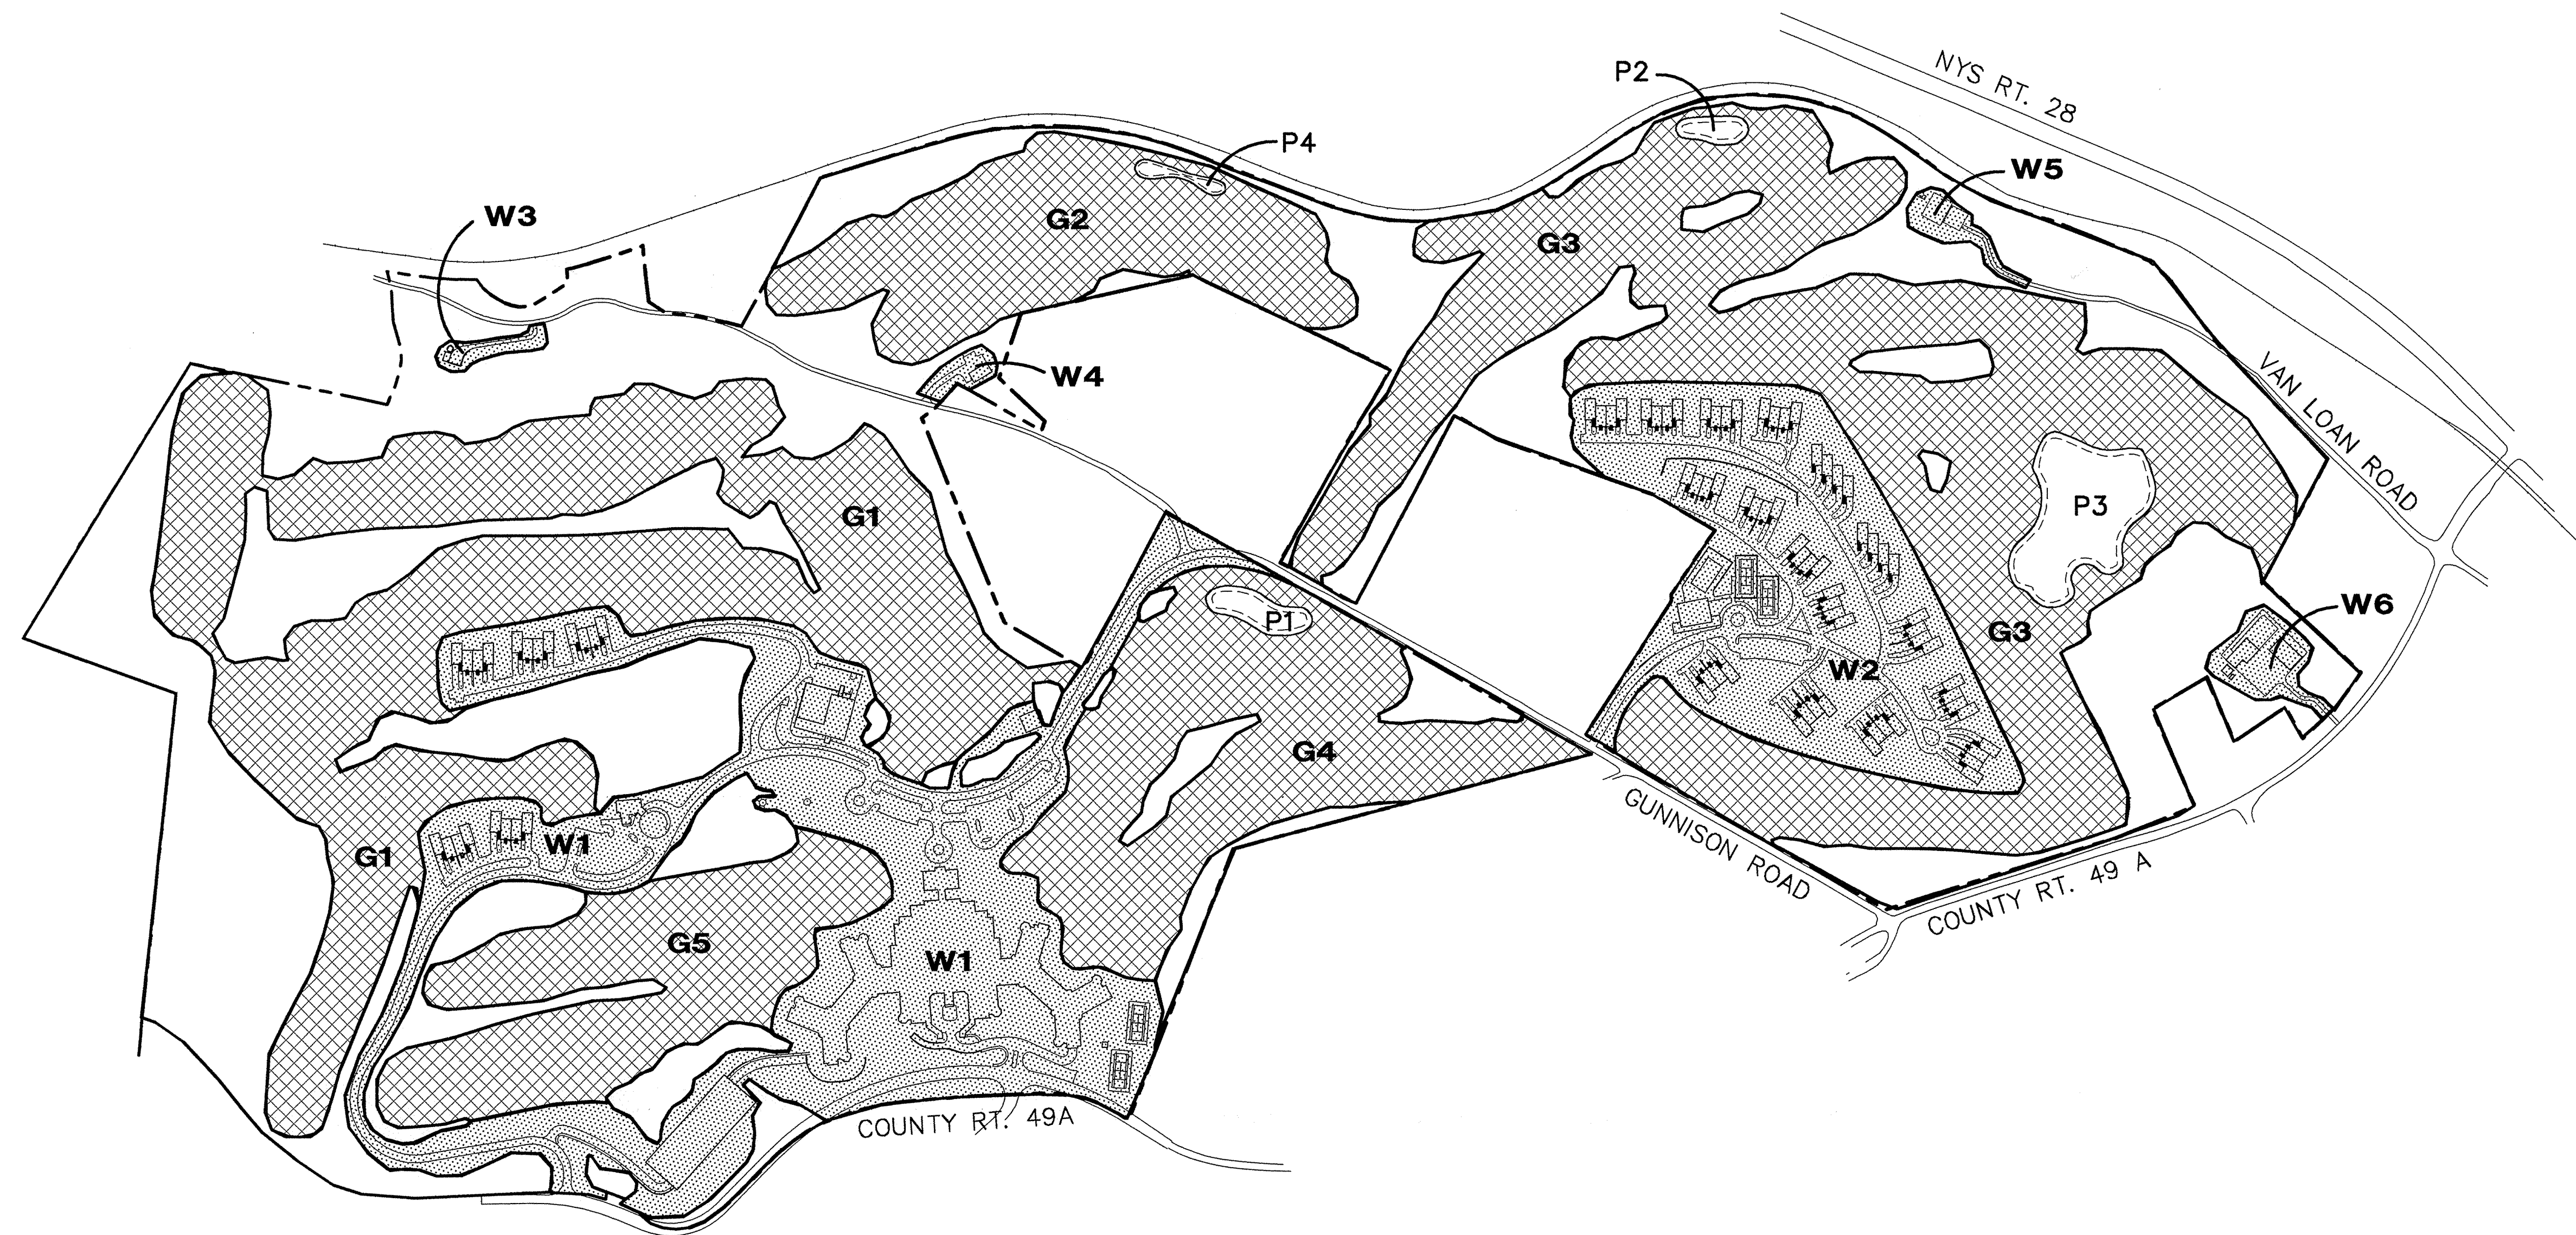 NYS RT. 28
P2
P4
W5
W3
G2
G3
W4
VAN LOAN ROAD
G1
P3
P1
W6
G3
W2
G4
GUNNISON ROAD
W1
G1
COUNTY RT. 49 A
G5
W1
COUNTY RT. 49A